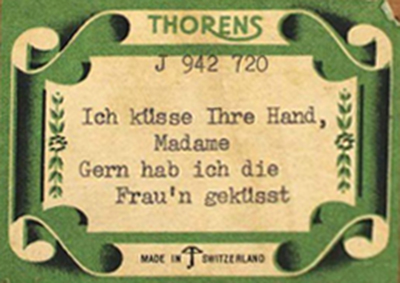 THORENS
J 942 720
Ich küsse Ihre Hand,
Madame
Gern hab ich die
Frau'n geküsst
MADE IN SWITZERLAND